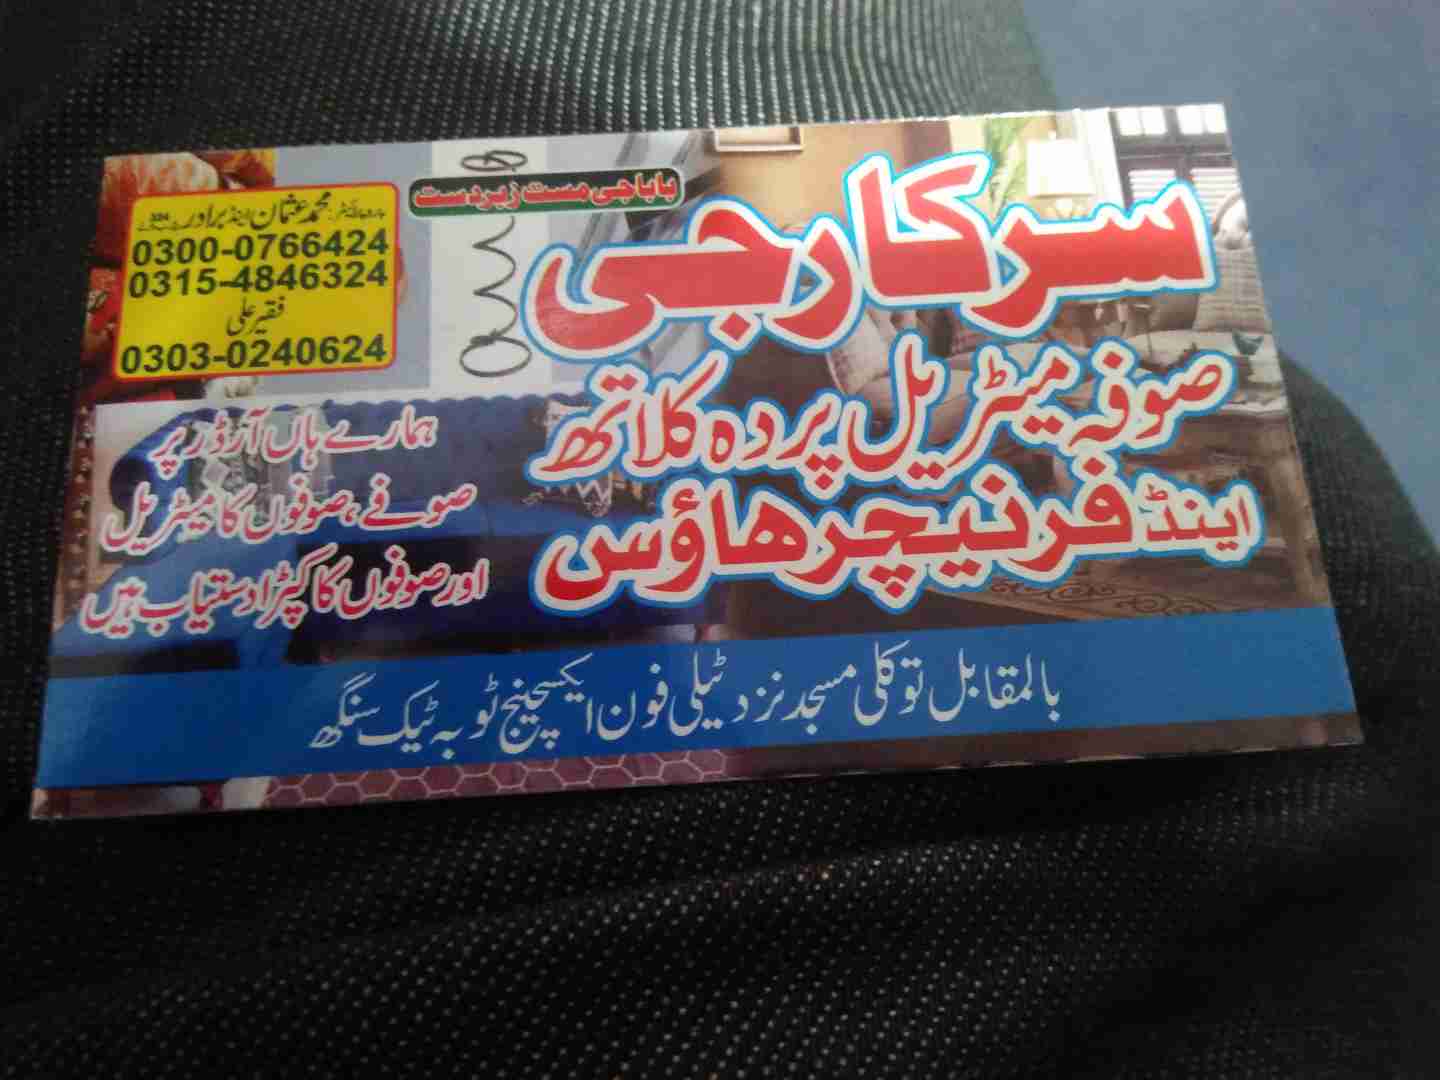 باباجی مست زبردست
سرکار جی
صوفہ میٹریل پردہ کلاتھ
اینڈ فرنیچر ھاؤس
محمد عثمان اینڈ برادرز
0300-0766424
0315-4846324
فقیر علی
0303-0240624
ہمارے ہاں آرڈر پر
صوفے، صوفوں کا میٹریل
اور صوفوں کا کپڑا دستیاب ہیں
بالمقابل توکلی مسجد نزد ٹیلی فون ایکسچینج ٹوبہ ٹیک سنگھ